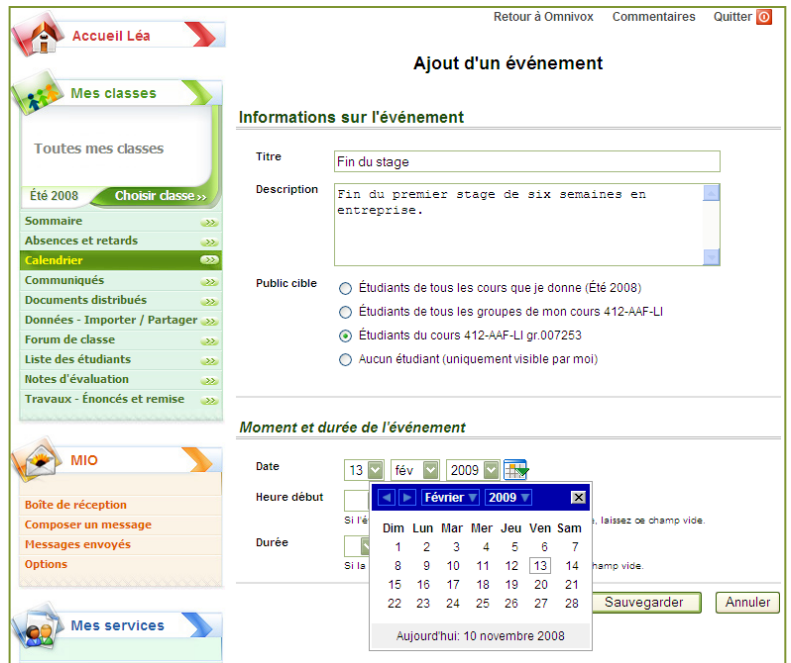 Retour à Omnivox Commentaires Quitter
Accueil Léa
Mes classes
Toutes mes classes
Été 2008 Choisir classe >>
Sommaire
Absences et retards
Calendrier
Communiqués
Documents distribués
Données - Importer / Partager
Forum de classe
Liste des étudiants
Notes d'évaluation
Travaux - Énoncés et remise
MIO
Boîte de réception
Composer un message
Messages envoyés
Options
Mes services
Ajout d'un événement
Informations sur l'événement
Titre Fin du stage
Description Fin du premier stage de six semaines en
entreprise.
Public cible Étudiants de tous les cours que je donne (Été 2008)
Étudiants de tous les groupes de mon cours 412-AAF-LI
Étudiants du cours 412-AAF-LI gr.007253
Aucun étudiant (uniquement visible par moi)
Moment et durée de l'événement
Date 13 fév 2009
Heure début
Si l'é , laissez ce champ vide.
Durée
Si la hamp vide.
Février 2009
Dim Lun Mar Mer Jeu Ven Sam
1 2 3 4 5 6 7
8 9 10 11 12 13 14
15 16 17 18 19 20 21
22 23 24 25 26 27 28
Aujourd'hui: 10 novembre 2008
Sauvegarder Annuler